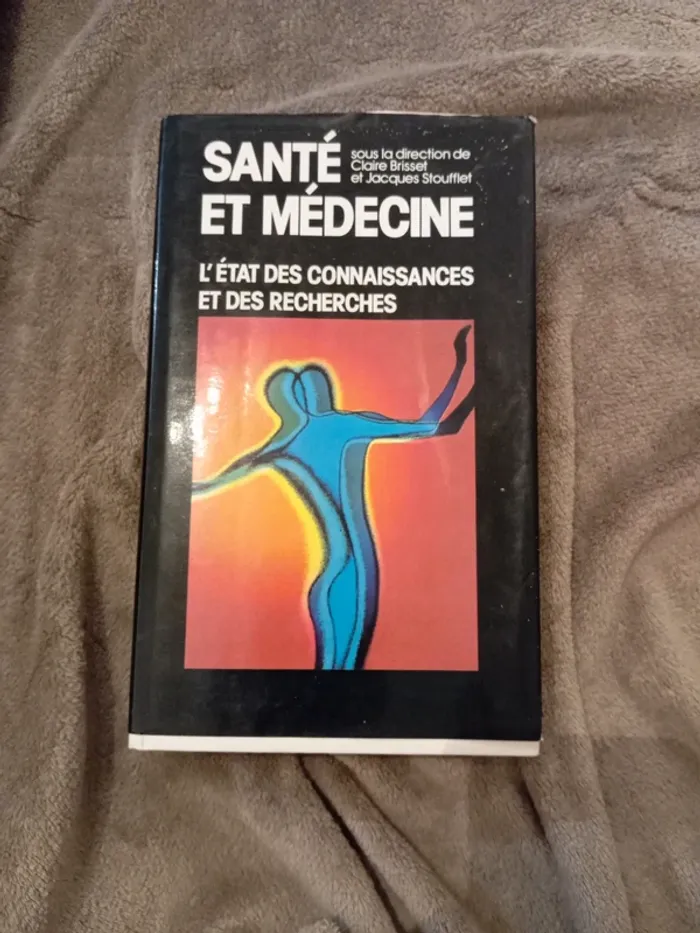 SANTÉ
sous la direction de
Claire Brisset
et Jacques Stoufflet
ET MÉDECINE
L'ÉTAT DES CONNAISSANCES
ET DES RECHERCHES